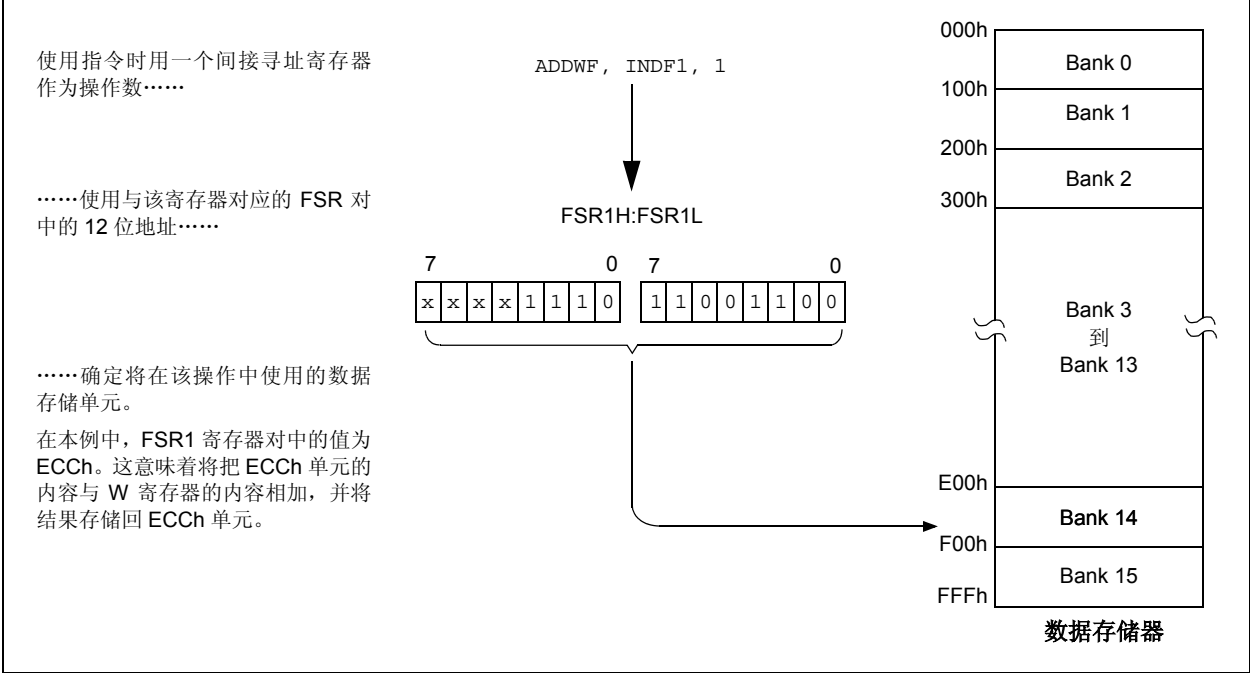 使用指令时用一个间接寻址寄存器
作为操作数……
……使用与该寄存器对应的 FSR 对
中的 12 位地址……
……确定将在该操作中使用的数据
存储单元。
在本例中，FSR1 寄存器对中的值为
ECCh。这意味着将把 ECCh 单元的
内容与 W 寄存器的内容相加，并将
结果存储回 ECCh 单元。
ADDWF, INDF1, 1
FSR1H:FSR1L
7 0 7 0
x x x x 1 1 1 0 1 1 0 0 1 1 0 0
000h
Bank 0
100h
Bank 1
200h
Bank 2
300h
Bank 3
到
Bank 13
E00h
Bank 14
F00h
Bank 15
FFFh
数据存储器